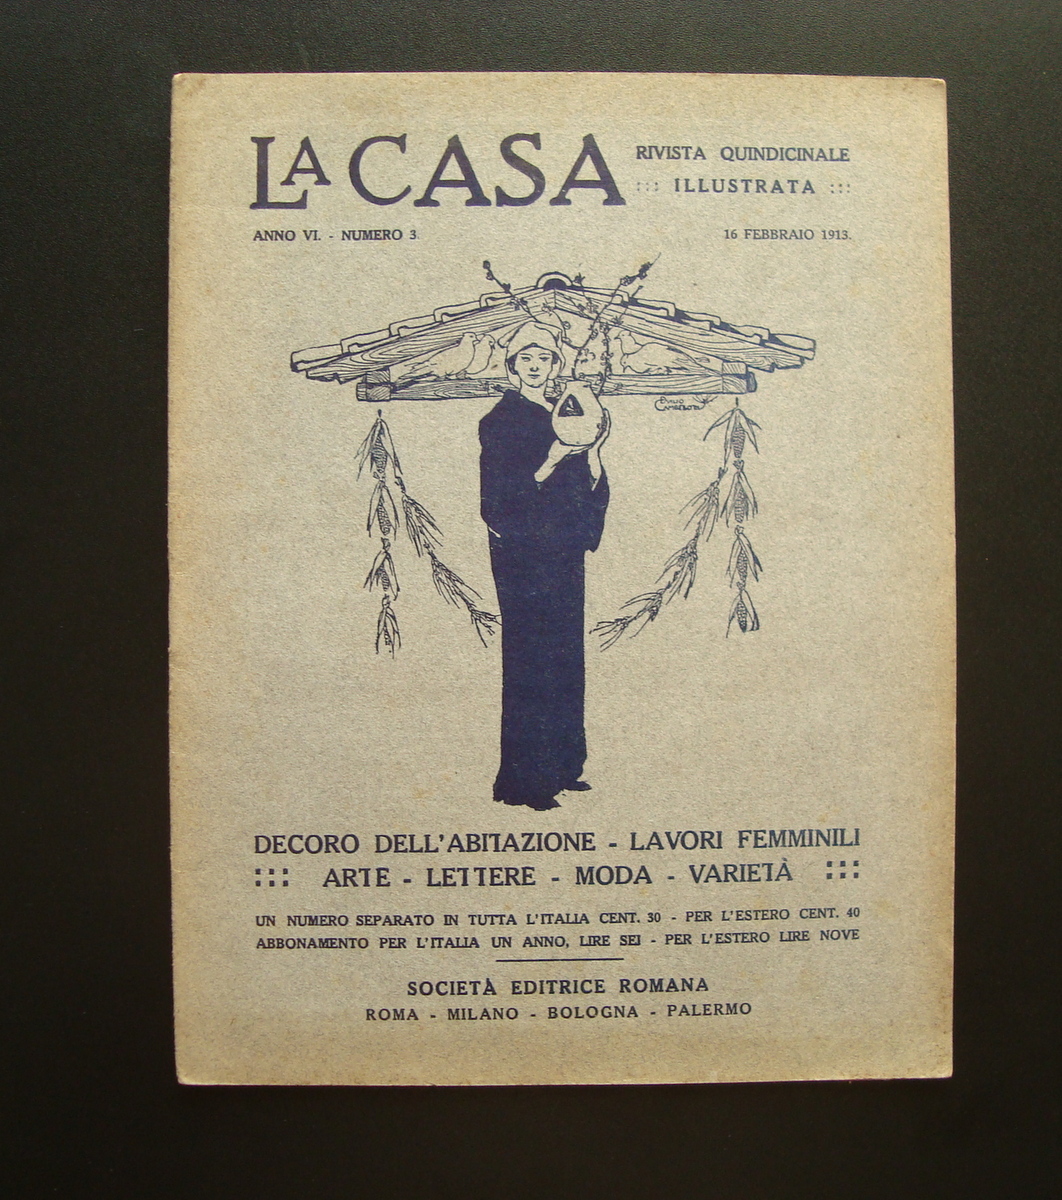 LA CASA
RIVISTA QUINDICINALE
::: ILLUSTRATA :::
ANNO VI. - NUMERO 3.
16 FEBBRAIO 1913.
DECORO DELL'ABITAZIONE - LAVORI FEMMINILI
::: ARTE - LETTERE - MODA - VARIETÀ :::
UN NUMERO SEPARATO IN TUTTA L'ITALIA CENT. 30 - PER L'ESTERO CENT. 40
ABBONAMENTO PER L'ITALIA UN ANNO, LIRE SEI - PER L'ESTERO LIRE NOVE
SOCIETÀ EDITRICE ROMANA
ROMA - MILANO - BOLOGNA - PALERMO